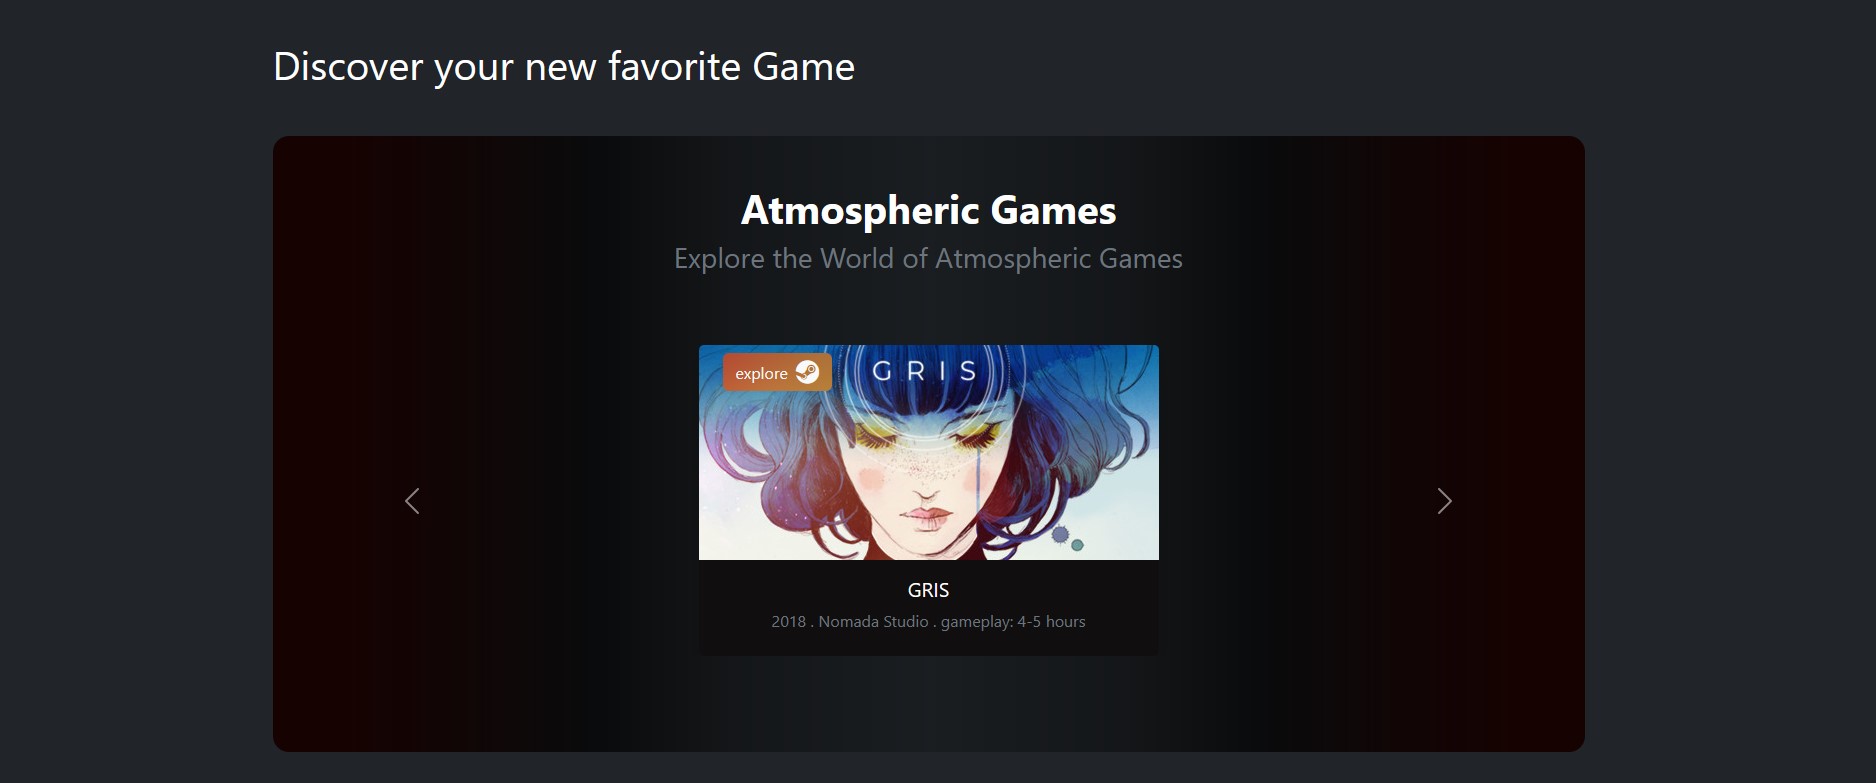 Discover your new favorite Game
Atmospheric Games
Explore the World of Atmospheric Games
explore
GRIS
GRIS
2018 . Nomada Studio . gameplay: 4-5 hours